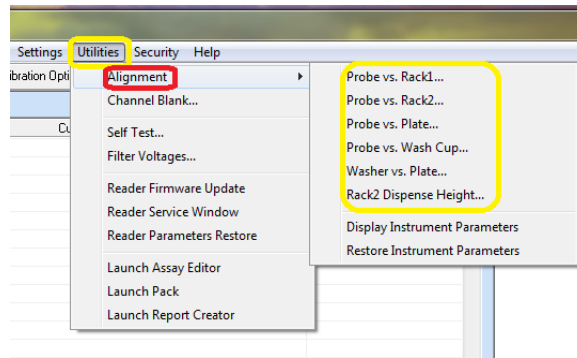 Settings Utilities Security Help
ibration Opti
Alignment
Channel Blank...
Cu
Self Test...
Filter Voltages...
Reader Firmware Update
Reader Service Window
Reader Parameters Restore
Launch Assay Editor
Launch Pack
Launch Report Creator
Probe vs. Rack1...
Probe vs. Rack2...
Probe vs. Plate...
Probe vs. Wash Cup...
Washer vs. Plate...
Rack2 Dispense Height...
Display Instrument Parameters
Restore Instrument Parameters